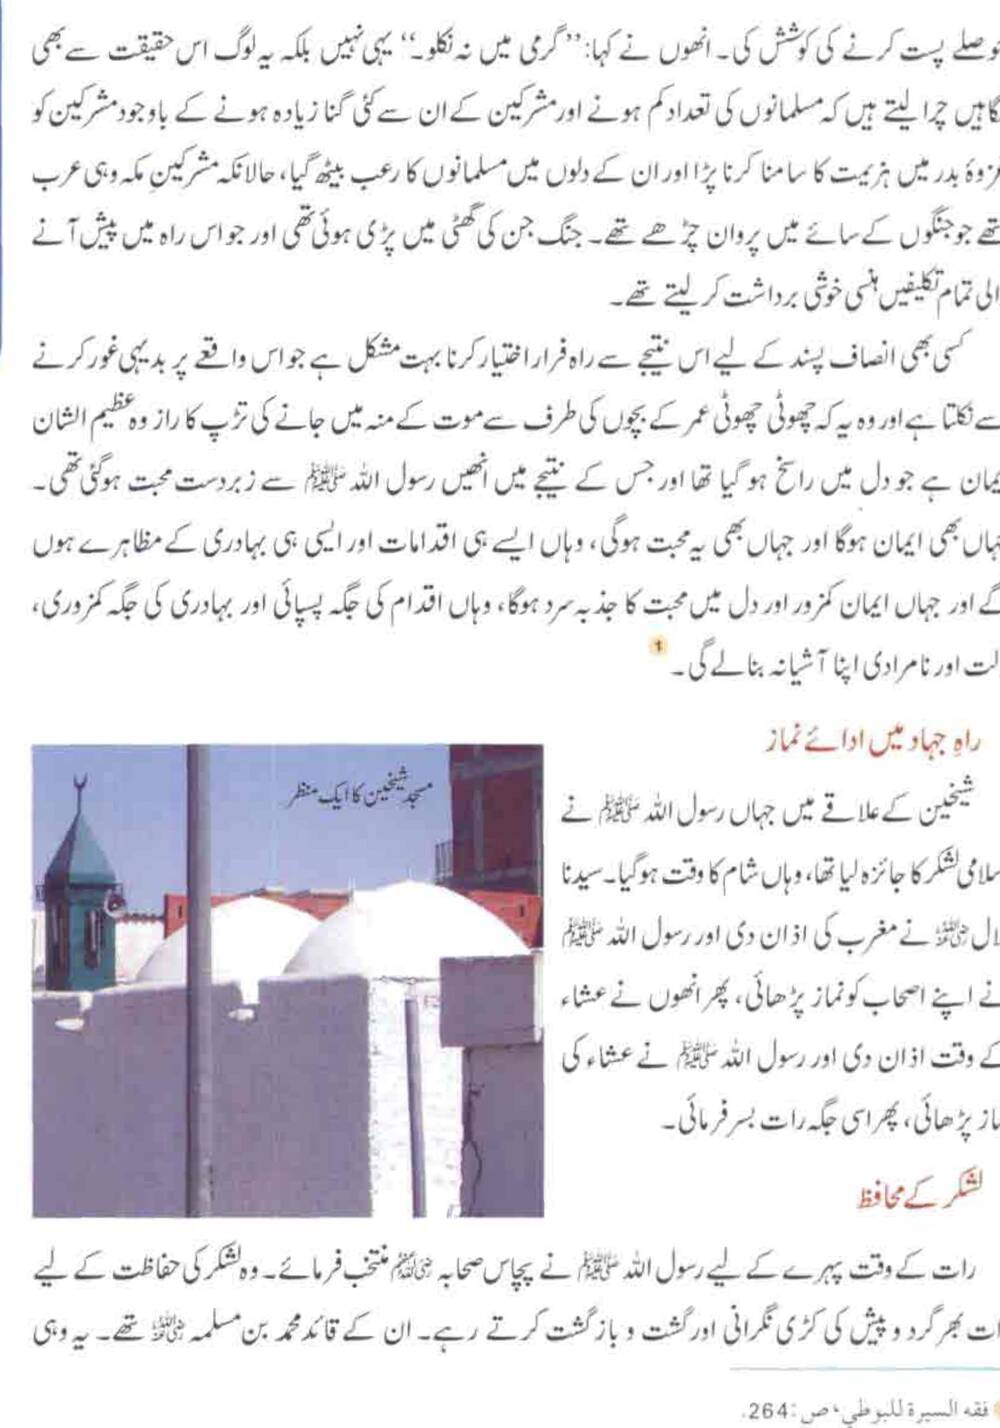 حوصلے پست کرنے کی کوشش کی۔ انھوں نے کہا: ’’گرمی میں نہ نکلو۔‘‘ یہی نہیں بلکہ یہ لوگ اس حقیقت سے بھی
نگاہیں چرا لیتے ہیں کہ مسلمانوں کی تعداد کم ہونے اور مشرکین کے ان سے کئی گنا زیادہ ہونے کے باوجود مشرکین کو
غزوۂ بدر میں ہزیمت کا سامنا کرنا پڑا اور ان کے دلوں میں مسلمانوں کا رعب بیٹھ گیا، حالانکہ مشرکینِ مکہ وہی عرب
تھے جو جنگوں کے سائے میں پروان چڑھے تھے۔ جنگ جن کی گھٹی میں پڑی ہوئی تھی اور جو اس راہ میں پیش آنے
والی تمام تکلیفیں ہنسی خوشی برداشت کر لیتے تھے۔
کسی بھی انصاف پسند کے لیے اس نتیجے سے راہ فرار اختیار کرنا بہت مشکل ہے جو اس واقعے پر بدیہی غور کرنے
سے نکلتا ہے اور وہ یہ کہ چھوٹی چھوٹی عمر کے بچوں کی طرف سے موت کے منہ میں جانے کی تڑپ کا راز وہ عظیم الشان
ایمان ہے جو دل میں راسخ ہو گیا تھا اور جس کے نتیجے میں انھیں رسول اللہ ﷺ سے زبردست محبت ہوگئی تھی۔
جہاں بھی ایمان ہوگا اور جہاں بھی یہ محبت ہوگی، وہاں ایسے ہی اقدامات اور ایسی ہی بہادری کے مظاہرے ہوں
گے اور جہاں ایمان کمزور اور دل میں محبت کا جذبہ سرد ہوگا، وہاں اقدام کی جگہ پسپائی اور بہادری کی جگہ کمزوری،
ذلت اور نامرادی اپنا آشیانہ بنا لے گی۔ 1
راہِ جہاد میں ادائے نماز
مسجد شیخین کا ایک منظر
شیخین کے علاقے میں جہاں رسول اللہ ﷺ نے
اسلامی لشکر کا جائزہ لیا تھا، وہاں شام کا وقت ہوگیا۔ سیدنا
بلال رضی اللہ عنہ نے مغرب کی اذان دی اور رسول اللہ ﷺ
نے اپنے اصحاب کو نماز پڑھائی، پھر انھوں نے عشاء
کے وقت اذان دی اور رسول اللہ ﷺ نے عشاء کی
نماز پڑھائی، پھر اسی جگہ رات بسر فرمائی۔
لشکر کے محافظ
رات کے وقت پہرے کے لیے رسول اللہ ﷺ نے پچاس صحابہ رضی اللہ عنہم منتخب فرمائے۔ وہ لشکر کی حفاظت کے لیے
رات بھر گرد و پیش کی کڑی نگرانی اور گشت و بازگشت کرتے رہے۔ ان کے قائد محمد بن مسلمہ رضی اللہ عنہ تھے۔ یہ وہی
فقه السيرة للبوطي، ص: 264.